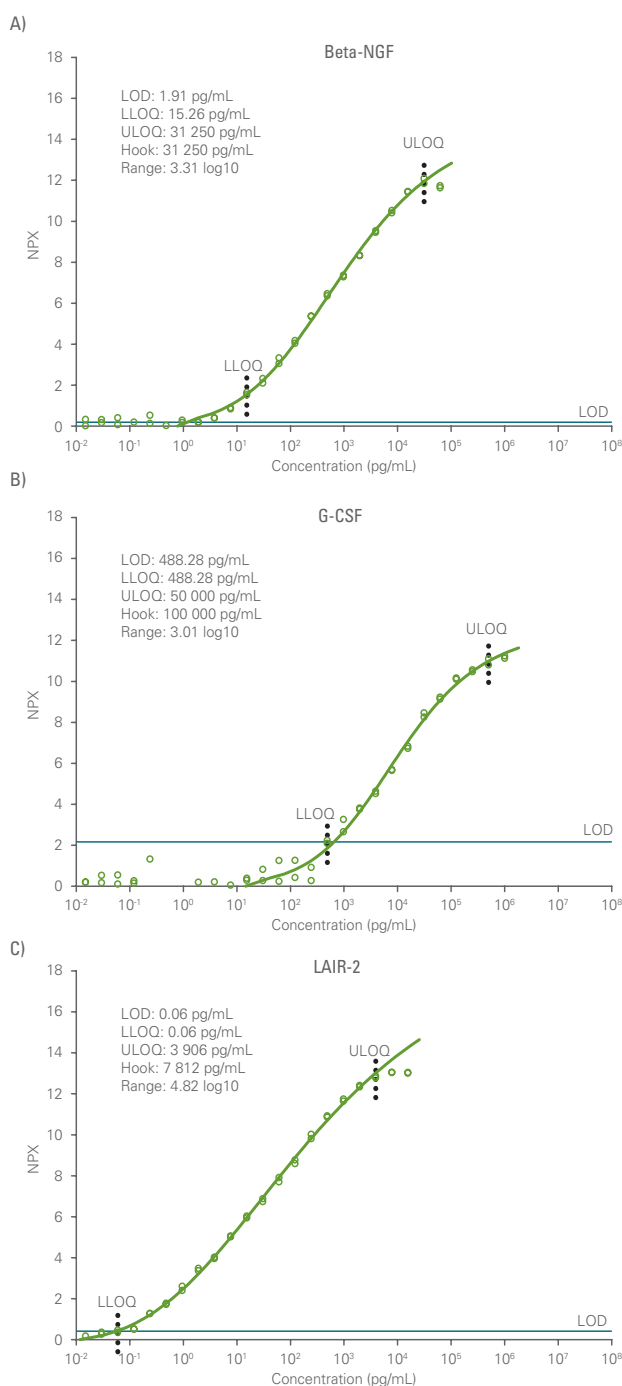 A)
Beta-NGF
18
16
14
12
10
8
6
4
2
0
NPX
LOD: 1.91 pg/mL
LLOQ: 15.26 pg/mL
ULOQ: 31 250 pg/mL
Hook: 31 250 pg/mL
Range: 3.31 log10
ULOQ
LLOQ
LOD
10⁻² 10⁻¹ 10⁰ 10¹ 10² 10³ 10⁴ 10⁵ 10⁶ 10⁷ 10⁸
Concentration (pg/mL)
B)
G-CSF
18
16
14
12
10
8
6
4
2
0
NPX
LOD: 488.28 pg/mL
LLOQ: 488.28 pg/mL
ULOQ: 50 000 pg/mL
Hook: 100 000 pg/mL
Range: 3.01 log10
ULOQ
LLOQ
LOD
10⁻² 10⁻¹ 10⁰ 10¹ 10² 10³ 10⁴ 10⁵ 10⁶ 10⁷ 10⁸
Concentration (pg/mL)
C)
LAIR-2
18
16
14
12
10
8
6
4
2
0
NPX
LOD: 0.06 pg/mL
LLOQ: 0.06 pg/mL
ULOQ: 3 906 pg/mL
Hook: 7 812 pg/mL
Range: 4.82 log10
ULOQ
LLOQ
LOD
10⁻² 10⁻¹ 10⁰ 10¹ 10² 10³ 10⁴ 10⁵ 10⁶ 10⁷ 10⁸
Concentration (pg/mL)